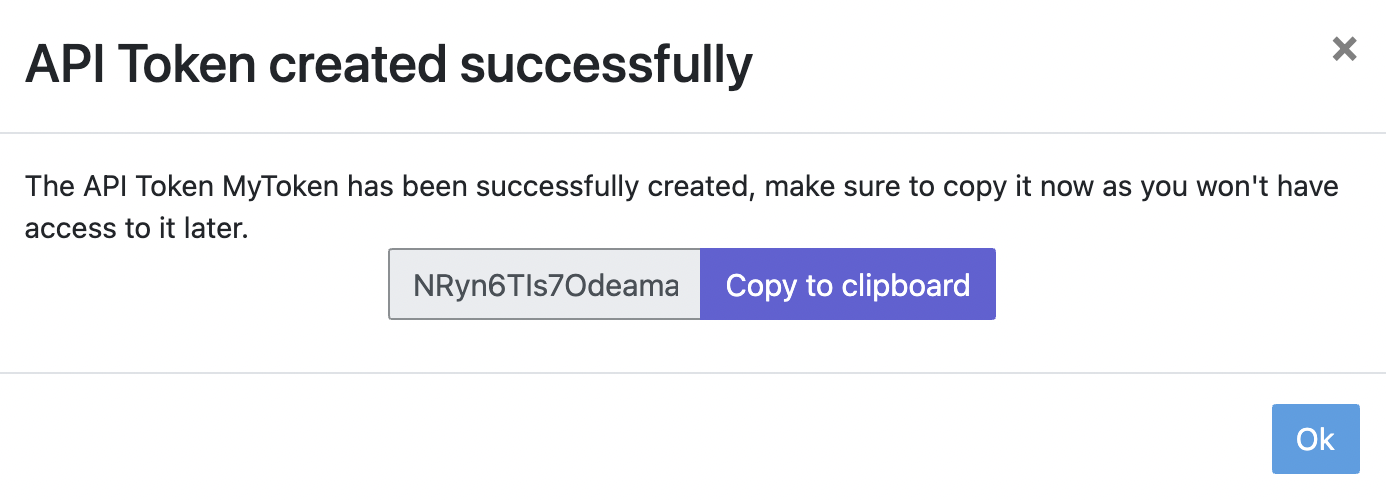 API Token created successfully
×
The API Token MyToken has been successfully created, make sure to copy it now as you won't have
access to it later.
NRyn6TIs7Odeama Copy to clipboard
Ok